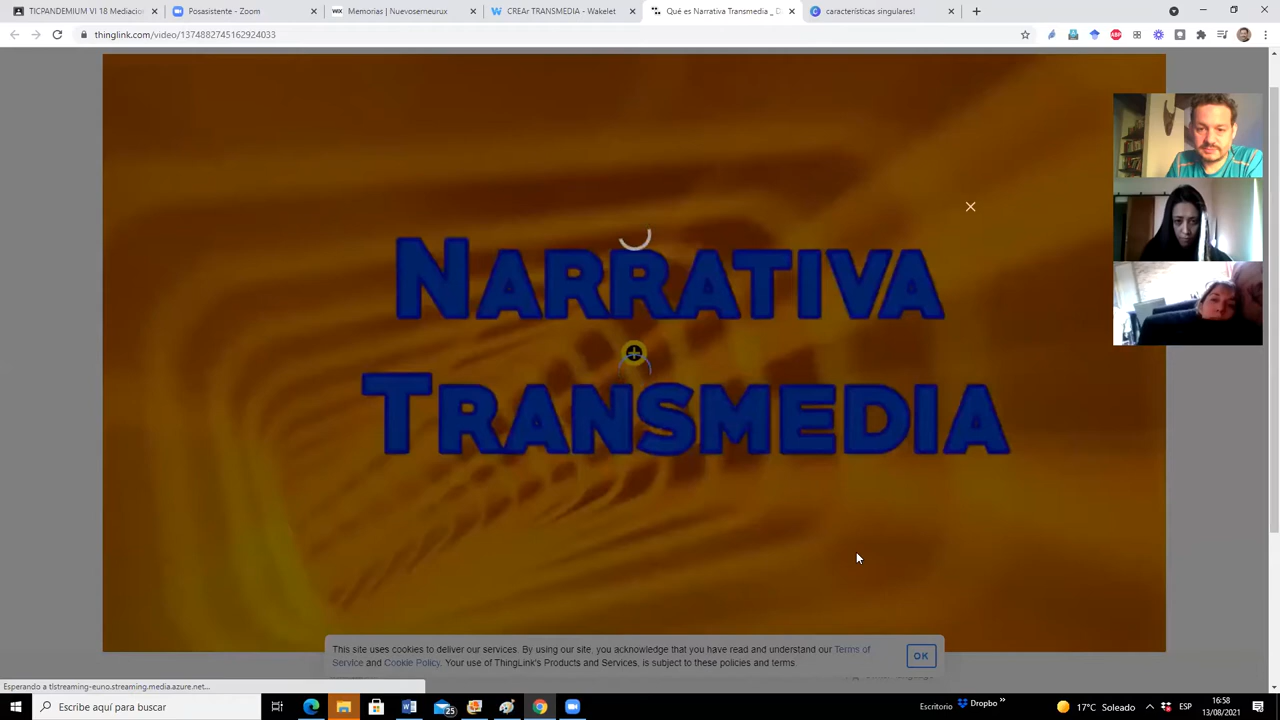 TICPANDEMIUM VI 18 Mediacion
Posasistente - Zoom
WiX
Memorias | Nuevoserneurux
CREAr TRANSMEDIA - Wakelet
Qué es Narrativa Transmedia _ D
características singulares!
thinglink.com/video/1374882745162924033
NARRATIVA
TRANSMEDIA
This site uses cookies to deliver our services. By using our site, you acknowledge that you have read and understand our Terms of
Service and Cookie Policy. Your use of ThingLink's Products and Services, is subject to these policies and terms.
OK
Esperando a tlstreaming-euno.streaming.media.azure.net...
Escribe aquí para buscar
25
Escritorio
Dropbo
17°C Soleado
ESP
16:58
13/08/2021